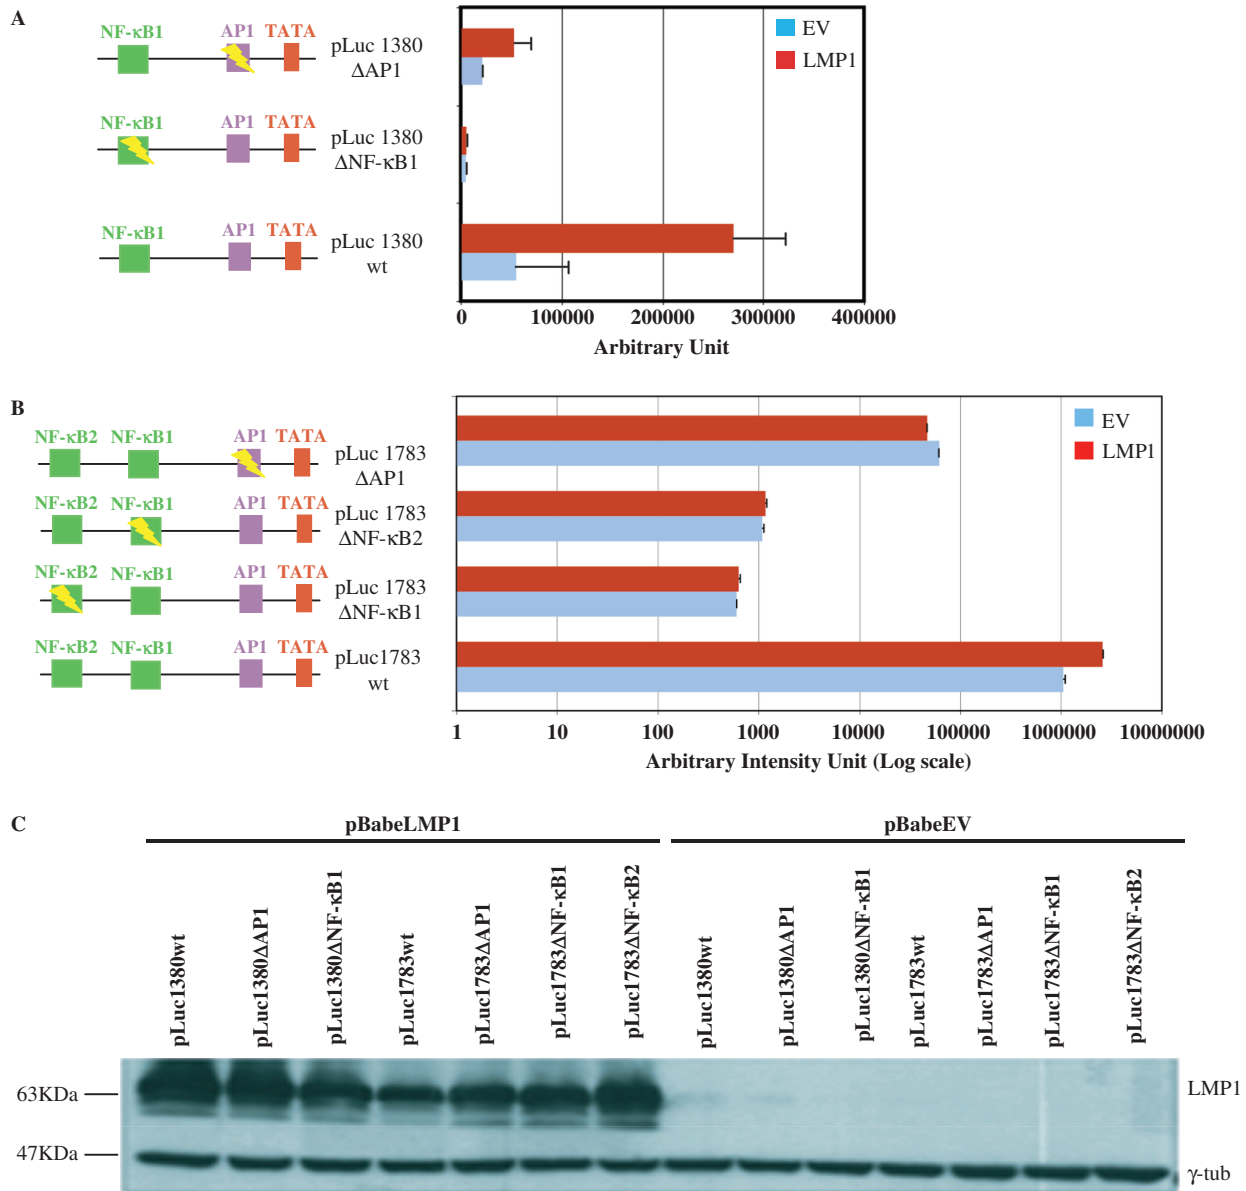 A
NF-κB1 AP1 TATA
pLuc 1380
ΔAP1
NF-κB1 AP1 TATA
pLuc 1380
ΔNF-κB1
NF-κB1 AP1 TATA
pLuc 1380
wt
EV
LMP1
0 100000 200000 300000 400000
Arbitrary Unit
B
NF-κB2 NF-κB1 AP1 TATA
pLuc 1783
ΔAP1
NF-κB2 NF-κB1 AP1 TATA
pLuc 1783
ΔNF-κB2
NF-κB2 NF-κB1 AP1 TATA
pLuc 1783
ΔNF-κB1
NF-κB2 NF-κB1 AP1 TATA
pLuc1783
wt
EV
LMP1
1 10 100 1000 10000 100000 1000000 10000000
Arbitrary Intensity Unit (Log scale)
C
pBabeLMP1
pBabeEV
pLuc1380wt
pLuc1380ΔAP1
pLuc1380ΔNF-κB1
pLuc1783wt
pLuc1783ΔAP1
pLuc1783ΔNF-κB1
pLuc1783ΔNF-κB2
pLuc1380wt
pLuc1380ΔAP1
pLuc1380ΔNF-κB1
pLuc1783wt
pLuc1783ΔAP1
pLuc1783ΔNF-κB1
pLuc1783ΔNF-κB2
63KDa
LMP1
47KDa
γ-tub